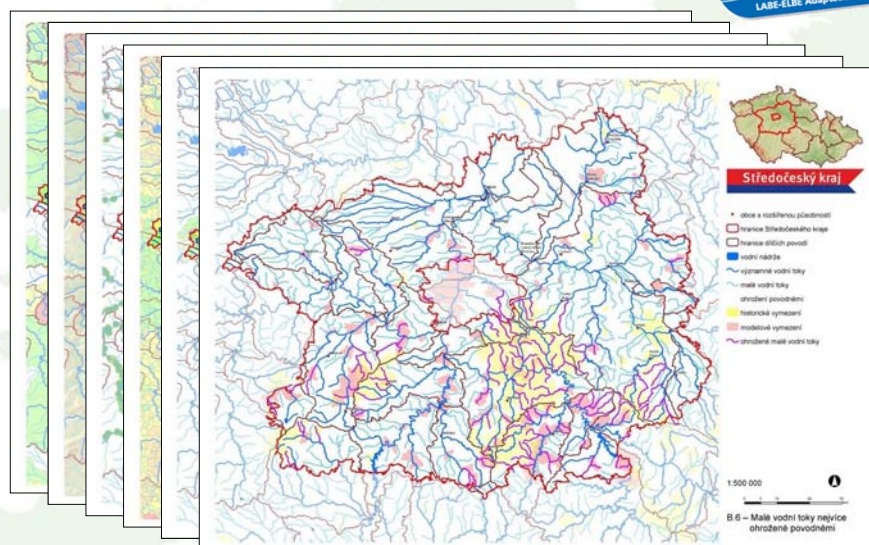 LABE-ELBE Adapta
Středočeský kraj
obce s rozšířenou působností
hranice Středočeského kraje
hranice dílčích povodí
vodní nádrže
významné vodní toky
malé vodní toky
ohrožení povodněmi
historické vymezení
modelové vymezení
ohrožené malé vodní toky
1:500 000
B.6 – Malé vodní toky nejvíce
ohrožené povodněmi